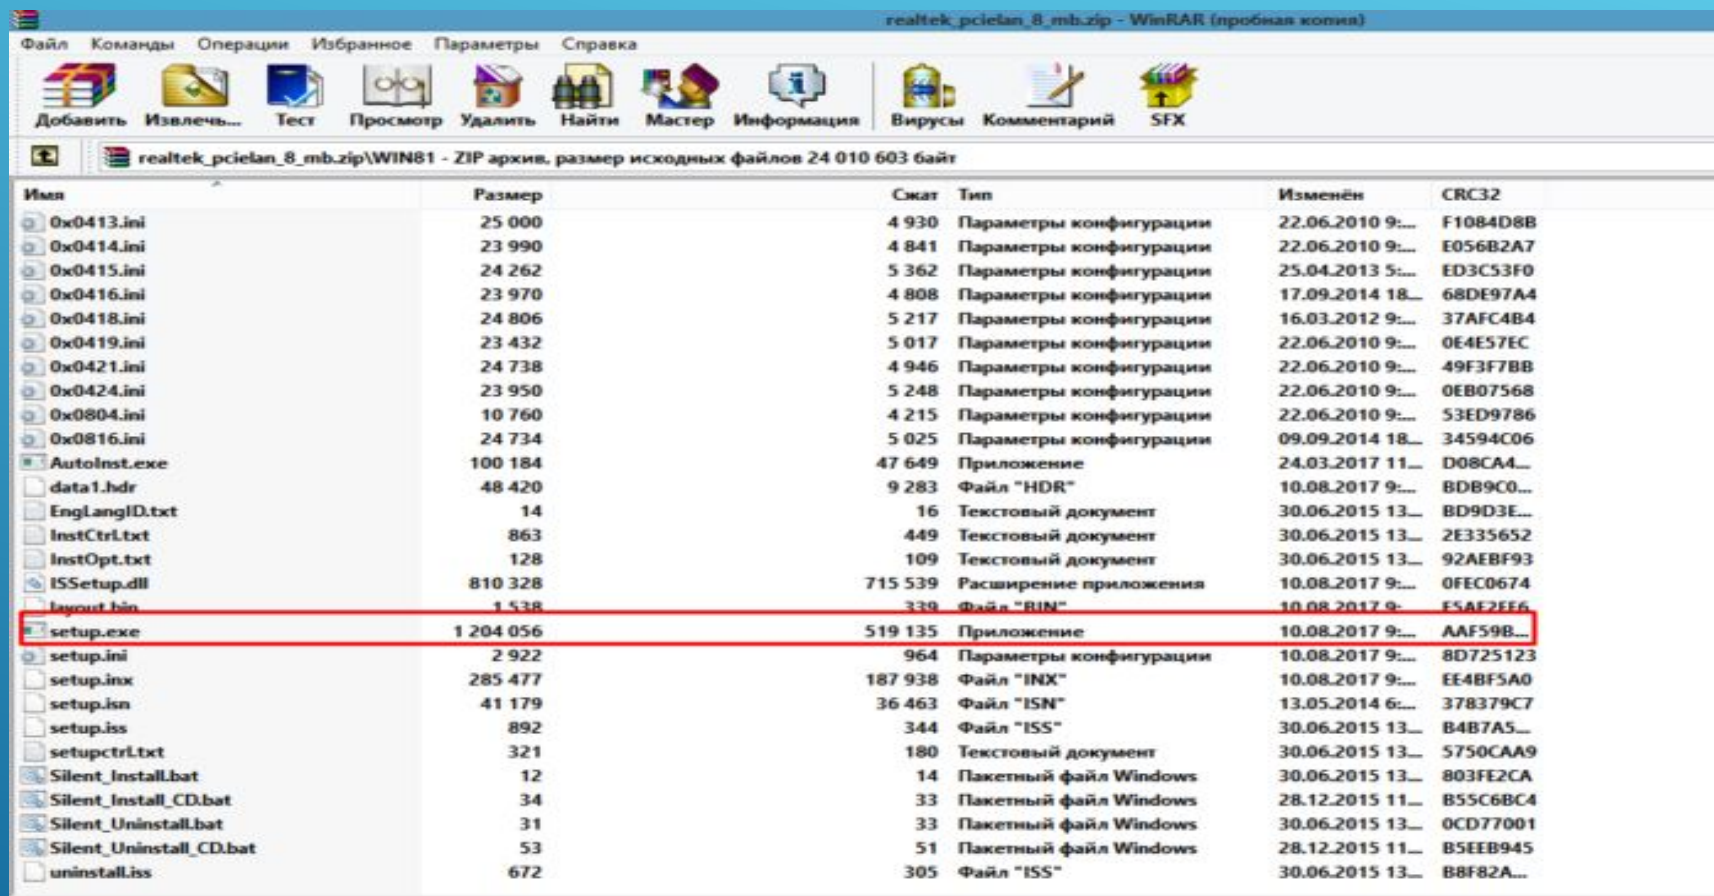 realtek_pcielan_8_mb.zip - WinRAR (пробная копия)
Файл Команды Операции Избранное Параметры Справка
Добавить Извлечь... Тест Просмотр Удалить Найти Мастер Информация Вирусы Комментарий SFX
realtek_pcielan_8_mb.zip\WIN81 - ZIP архив, размер исходных файлов 24 010 603 байт
Имя Размер Сжат Тип Изменён CRC32
0x0413.ini 25 000 4 930 Параметры конфигурации 22.06.2010 9:... F1084D8B
0x0414.ini 23 990 4 841 Параметры конфигурации 22.06.2010 9:... E056B2A7
0x0415.ini 24 262 5 362 Параметры конфигурации 25.04.2013 5:... ED3C53F0
0x0416.ini 23 970 4 808 Параметры конфигурации 17.09.2014 18... 68DE97A4
0x0418.ini 24 806 5 217 Параметры конфигурации 16.03.2012 9:... 37AFC4B4
0x0419.ini 23 432 5 017 Параметры конфигурации 22.06.2010 9:... 0E4E57EC
0x0421.ini 24 738 4 946 Параметры конфигурации 22.06.2010 9:... 49F3F7BB
0x0424.ini 23 950 5 248 Параметры конфигурации 22.06.2010 9:... 0EB07568
0x0804.ini 10 760 4 215 Параметры конфигурации 22.06.2010 9:... 53ED9786
0x0816.ini 24 734 5 025 Параметры конфигурации 09.09.2014 18... 34594C06
AutoInst.exe 100 184 47 649 Приложение 24.03.2017 11... D08CA4...
data1.hdr 48 420 9 283 Файл "HDR" 10.08.2017 9:... BDB9C0...
EngLangID.txt 14 16 Текстовый документ 30.06.2015 13... BD9D3E...
InstCtrl.txt 863 449 Текстовый документ 30.06.2015 13... 2E335652
InstOpt.txt 128 109 Текстовый документ 30.06.2015 13... 92AEBF93
ISSetup.dll 810 328 715 539 Расширение приложения 10.08.2017 9:... 0FEC0674
layout.bin 1 538 339 Файл "BIN" 10.08.2017 9:... F5AF2EE6
setup.exe 1 204 056 519 135 Приложение 10.08.2017 9:... AAF59B...
setup.ini 2 922 964 Параметры конфигурации 10.08.2017 9:... 8D725123
setup.inx 285 477 187 938 Файл "INX" 10.08.2017 9:... EE4BF5A0
setup.isn 41 179 36 463 Файл "ISN" 13.05.2014 6:... 378379C7
setup.iss 892 344 Файл "ISS" 30.06.2015 13... B4B7A5...
setupctrl.txt 321 180 Текстовый документ 30.06.2015 13... 5750CAA9
Silent_Install.bat 12 14 Пакетный файл Windows 30.06.2015 13... 803FE2CA
Silent_Install_CD.bat 34 33 Пакетный файл Windows 28.12.2015 11... B55C6BC4
Silent_Uninstall.bat 31 33 Пакетный файл Windows 30.06.2015 13... 0CD77001
Silent_Uninstall_CD.bat 53 51 Пакетный файл Windows 28.12.2015 11... B5EEB945
uninstall.iss 672 305 Файл "ISS" 30.06.2015 13... B8F82A...